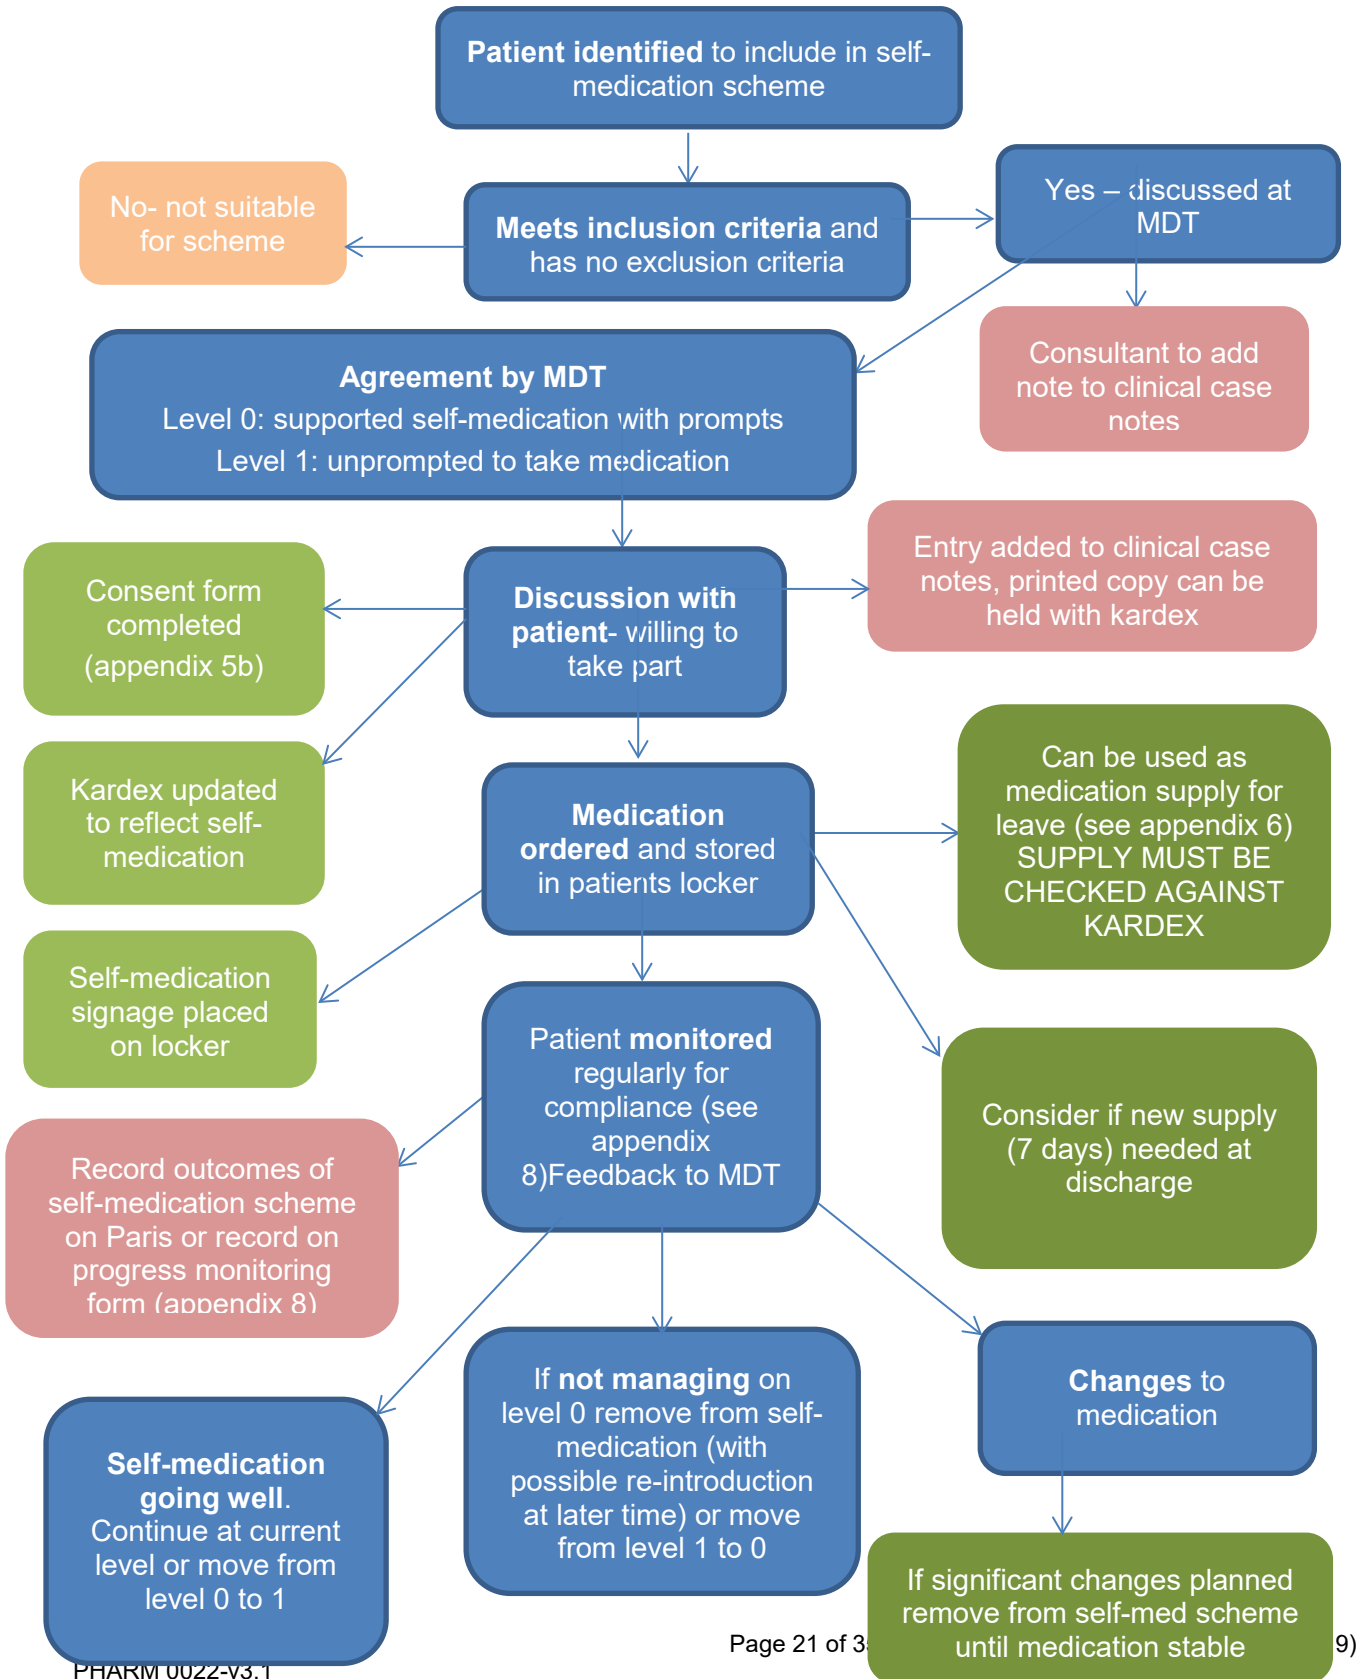 Patient identified to include in self-
medication scheme
No- not suitable
for scheme
Meets inclusion criteria and
has no exclusion criteria
Yes – discussed at
MDT
Consultant to add
note to clinical case
notes
Agreement by MDT
Level 0: supported self-medication with prompts
Level 1: unprompted to take medication
Entry added to clinical case
notes, printed copy can be
held with kardex
Consent form
completed
(appendix 5b)
Discussion with
patient- willing to
take part
Kardex updated
to reflect self-
medication
Medication
ordered and stored
in patients locker
Can be used as
medication supply for
leave (see appendix 6)
SUPPLY MUST BE
CHECKED AGAINST
KARDEX
Self-medication
signage placed
on locker
Patient monitored
regularly for
compliance (see
appendix
8)Feedback to MDT
Consider if new supply
(7 days) needed at
discharge
Record outcomes of
self-medication scheme
on Paris or record on
progress monitoring
form (appendix 8)
Self-medication
going well.
Continue at current
level or move from
level 0 to 1
If not managing on
level 0 remove from self-
medication (with
possible re-introduction
at later time) or move
from level 1 to 0
Changes to
medication
If significant changes planned
remove from self-med scheme
until medication stable
Page 21 of 3
9)
PHARM 0022-v3.1